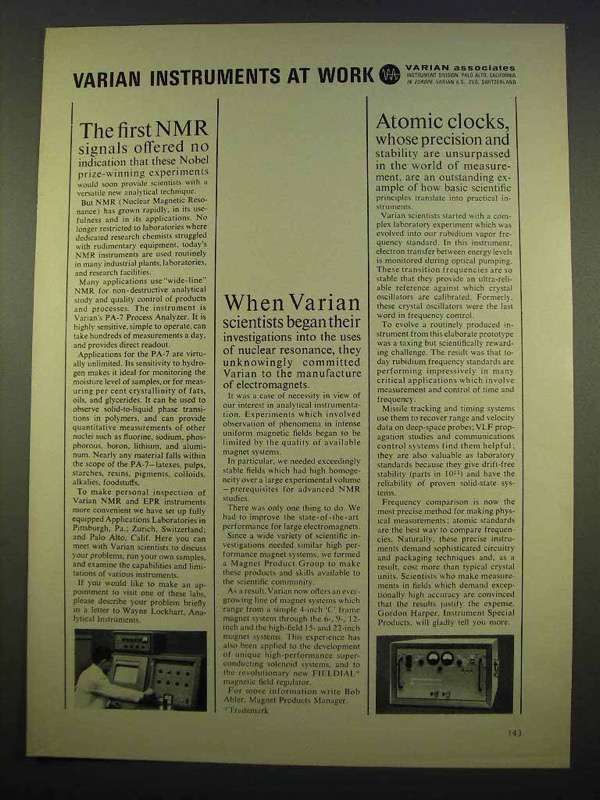 VARIAN INSTRUMENTS AT WORK
VARIAN associates
INSTRUMENT DIVISION PALO ALTO, CALIFORNIA
IN EUROPE: VARIAN A.G., ZUG, SWITZERLAND
The first NMR
signals offered no
indication that these Nobel
prize-winning experiments
would soon provide scientists with a
versatile new analytical technique.
But NMR (Nuclear Magnetic Reso-
nance) has grown rapidly, in its use-
fulness and in its applications. No
longer restricted to laboratories where
dedicated research chemists struggled
with rudimentary equipment, today's
NMR instruments are used routinely
in many industrial plants, laboratories,
and research facilities.
Many applications use "wide-line"
NMR for non-destructive analytical
study and quality control of products
and processes. The instrument is
Varian's PA-7 Process Analyzer. It is
highly sensitive, simple to operate, can
take hundreds of measurements a day,
and provides direct readout.
Applications for the PA-7 are virtu-
ally unlimited. Its sensitivity to hydro-
gen makes it ideal for monitoring the
moisture level of samples, or for meas-
uring per cent crystallinity of fats,
oils, and glycerides. It can be used to
observe solid-to-liquid phase transi-
tions in polymers, and can provide
quantitative measurements of other
nuclei such as fluorine, sodium, phos-
phorous, boron, lithium, and alumi-
num. Nearly any material falls within
the scope of the PA-7—latexes, pulps,
starches, resins, pigments, colloids,
alkalies, foodstuffs.
To make personal inspection of
Varian NMR and EPR instruments
more convenient we have set up fully
equipped Applications Laboratories in
Pittsburgh, Pa.; Zurich, Switzerland;
and Palo Alto, Calif. Here you can
meet with Varian scientists to discuss
your problems, run your own samples,
and examine the capabilities and limi-
tations of various instruments.
If you would like to make an ap-
pointment to visit one of these labs,
please describe your problem briefly
in a letter to Wayne Lockhart, Ana-
lytical Instruments.
When Varian
scientists began their
investigations into the uses
of nuclear resonance, they
unknowingly committed
Varian to the manufacture
of electromagnets.
It was a case of necessity in view of
our interest in analytical instrumenta-
tion. Experiments which involved
observation of phenomena in intense
uniform magnetic fields began to be
limited by the quality of available
magnet systems.
In particular, we needed exceedingly
stable fields which had high homoge-
neity over a large experimental volume
—prerequisites for advanced NMR
studies.
There was only one thing to do. We
had to improve the state-of-the-art
performance for large electromagnets.
Since a wide variety of scientific in-
vestigations needed similar high per-
formance magnet systems, we formed
a Magnet Product Group to make
these products and skills available to
the scientific community.
As a result, Varian now offers an ever-
growing line of magnet systems which
range from a simple 4-inch 'C' frame
magnet system through the 6-, 9-, 12-
inch and the high-field 15- and 22-inch
magnet systems. This experience has
also been applied to the development
of unique high-performance super-
conducting solenoid systems, and to
the revolutionary new FIELDIAL*
magnetic field regulator.
For more information write Bob
Abler, Magnet Products Manager.
*Trademark
Atomic clocks,
whose precision and
stability are unsurpassed
in the world of measure-
ment, are an outstanding ex-
ample of how basic scientific
principles translate into practical in-
struments.
Varian scientists started with a com-
plex laboratory experiment which was
evolved into our rubidium vapor fre-
quency standard. In this instrument,
electron transfer between energy levels
is monitored during optical pumping.
These transition frequencies are so
stable that they provide an ultra-reli-
able reference against which crystal
oscillators are calibrated. Formerly,
these crystal oscillators were the last
word in frequency control.
To evolve a routinely produced in-
strument from this elaborate prototype
was a taxing but scientifically reward-
ing challenge. The result was that to-
day rubidium frequency standards are
performing impressively in many
critical applications which involve
measurement and control of time and
frequency.
Missile tracking and timing systems
use them to recover range and velocity
data on deep-space probes; VLF prop-
agation studies and communications
control systems find them helpful;
they are also valuable as laboratory
standards because they give drift-free
stability (parts in 10¹¹) and have the
reliability of proven solid-state sys-
tems.
Frequency comparison is now the
most precise method for making phys-
ical measurements; atomic standards
are the best way to compare frequen-
cies. Naturally, these precise instru-
ments demand sophisticated circuitry
and packaging techniques and, as a
result, cost more than typical crystal
units. Scientists who make measure-
ments in fields which demand excep-
tionally high accuracy are convinced
that the results justify the expense.
Gordon Harper, Instrument Special
Products, will gladly tell you more.
143